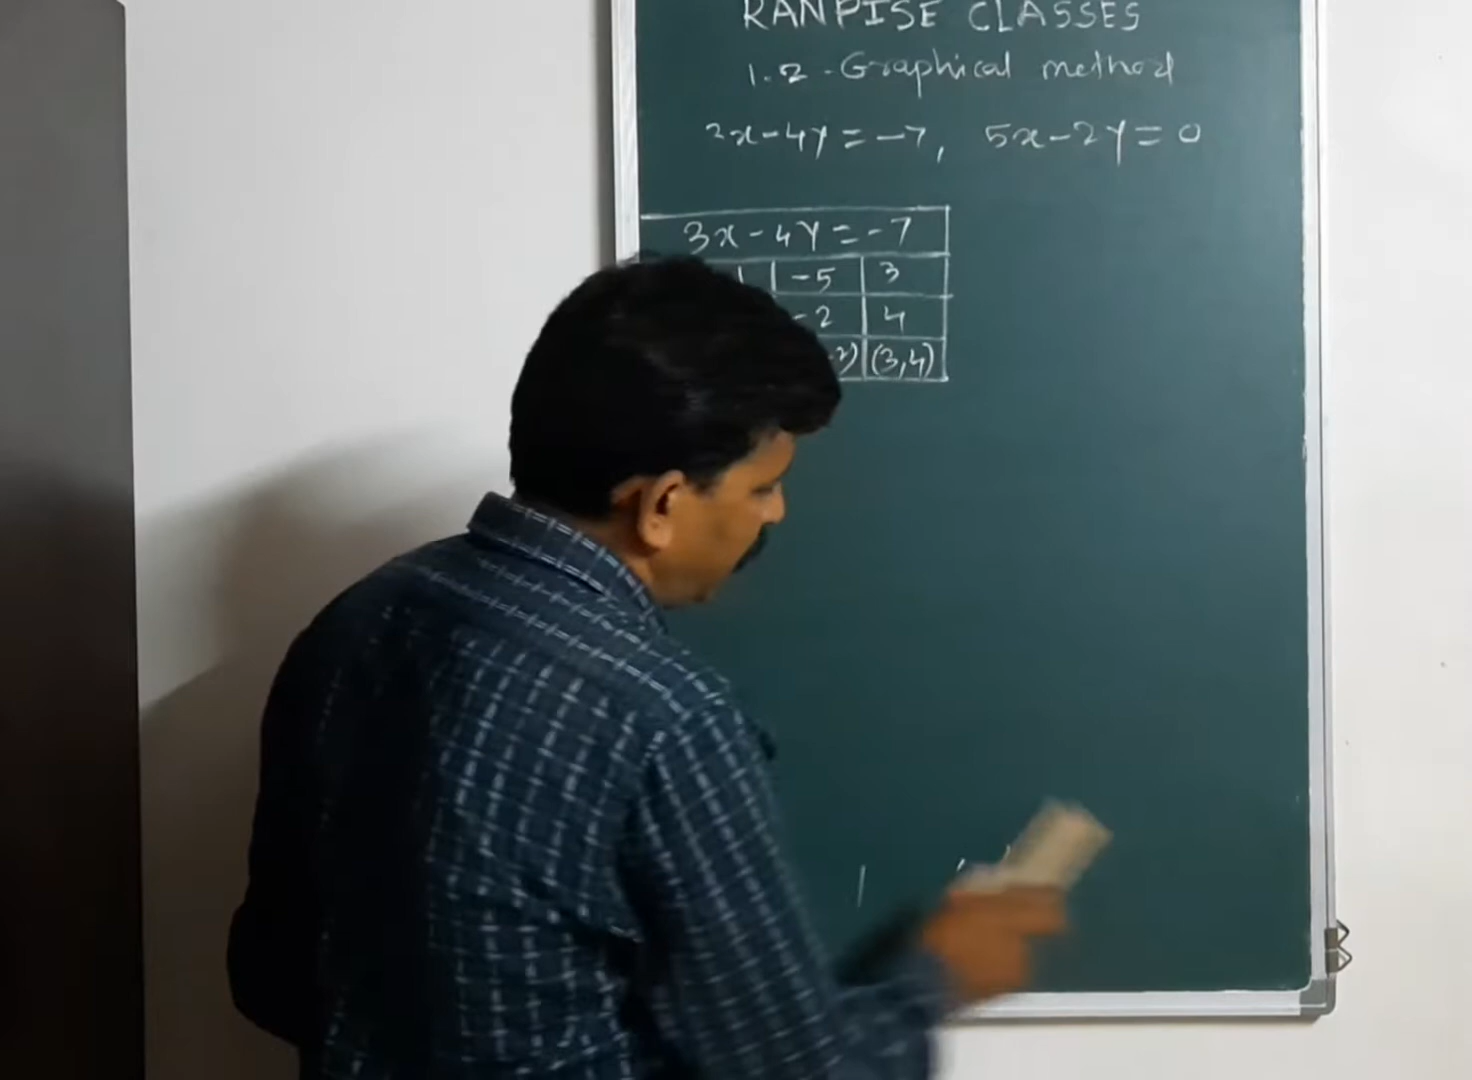 RANPISE CLASSES
1.2 - Graphical method
3x-4y=-7, 5x-2y=0
3x-4y=-7
-5 3
-2 4
(3,4)